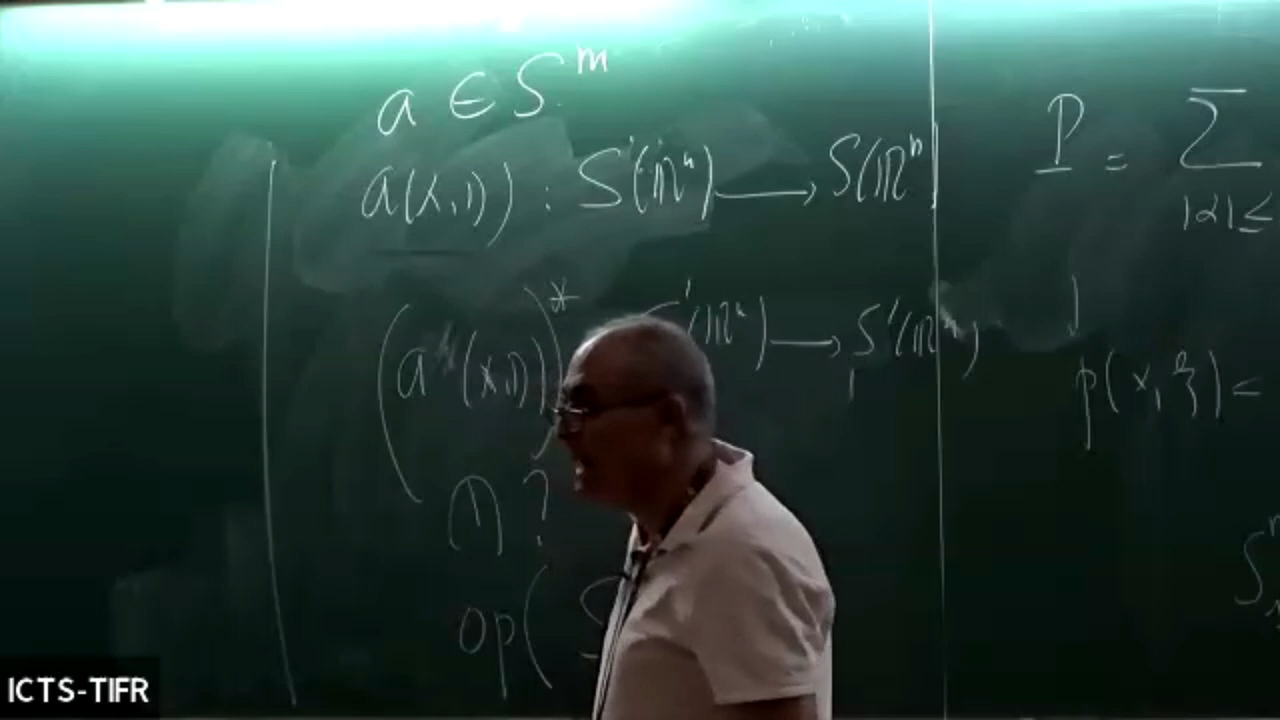 a ∈ S^m
a(x,D) : S'(ℝ^n) ⟶ S(ℝ^n
(a*(x,D))* S'(ℝ^n) ⟶ S'(ℝ^n)
∩ ?
op( S
P = Σ
|α| ≤
p(x,ξ) =
S
ICTS-TIFR